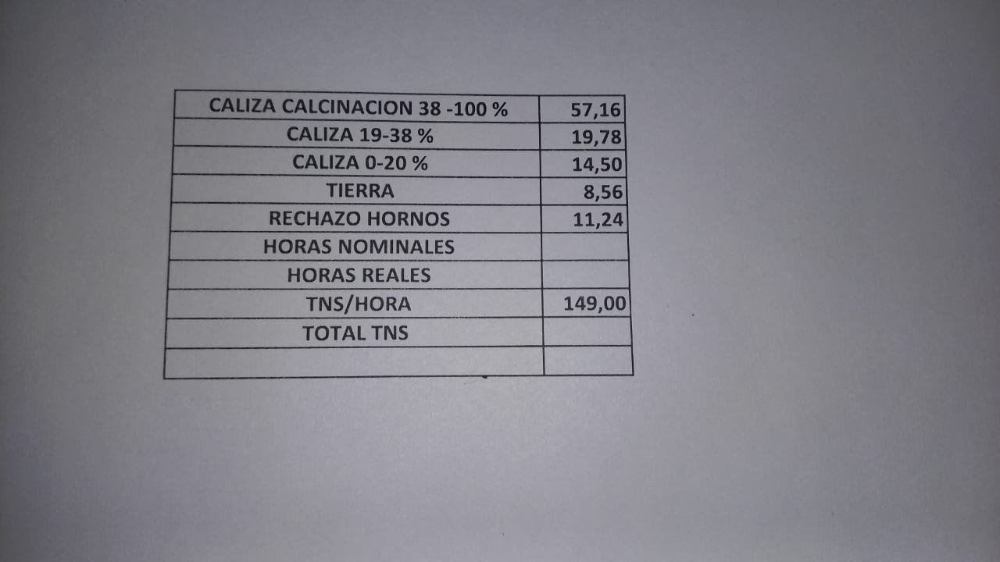 CALIZA CALCINACION 38 -100 % 57,16
CALIZA 19-38 % 19,78
CALIZA 0-20 % 14,50
TIERRA 8,56
RECHAZO HORNOS 11,24
HORAS NOMINALES
HORAS REALES
TNS/HORA 149,00
TOTAL TNS